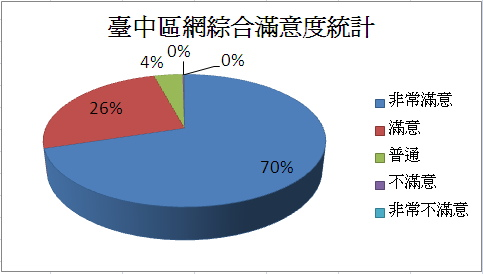 臺中區網綜合滿意度統計
0%
4%
0%
26%
70%
非常滿意
滿意
普通
不滿意
非常不滿意